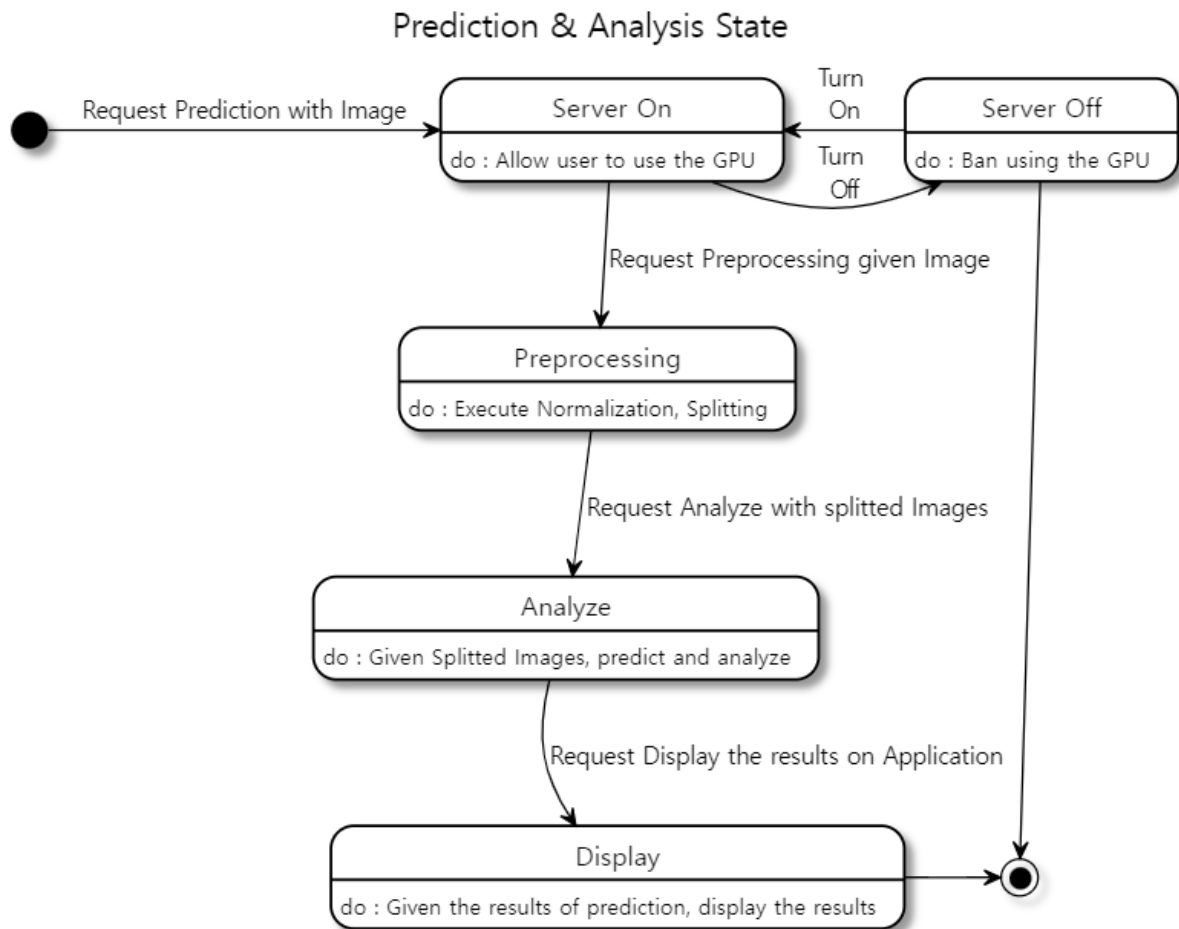 Prediction & Analysis State
Request Prediction with Image
Server On
do : Allow user to use the GPU
Turn
On
Turn
Off
Server Off
do : Ban using the GPU
Request Preprocessing given Image
Preprocessing
do : Execute Normalization, Splitting
Request Analyze with splitted Images
Analyze
do : Given Splitted Images, predict and analyze
Request Display the results on Application
Display
do : Given the results of prediction, display the results